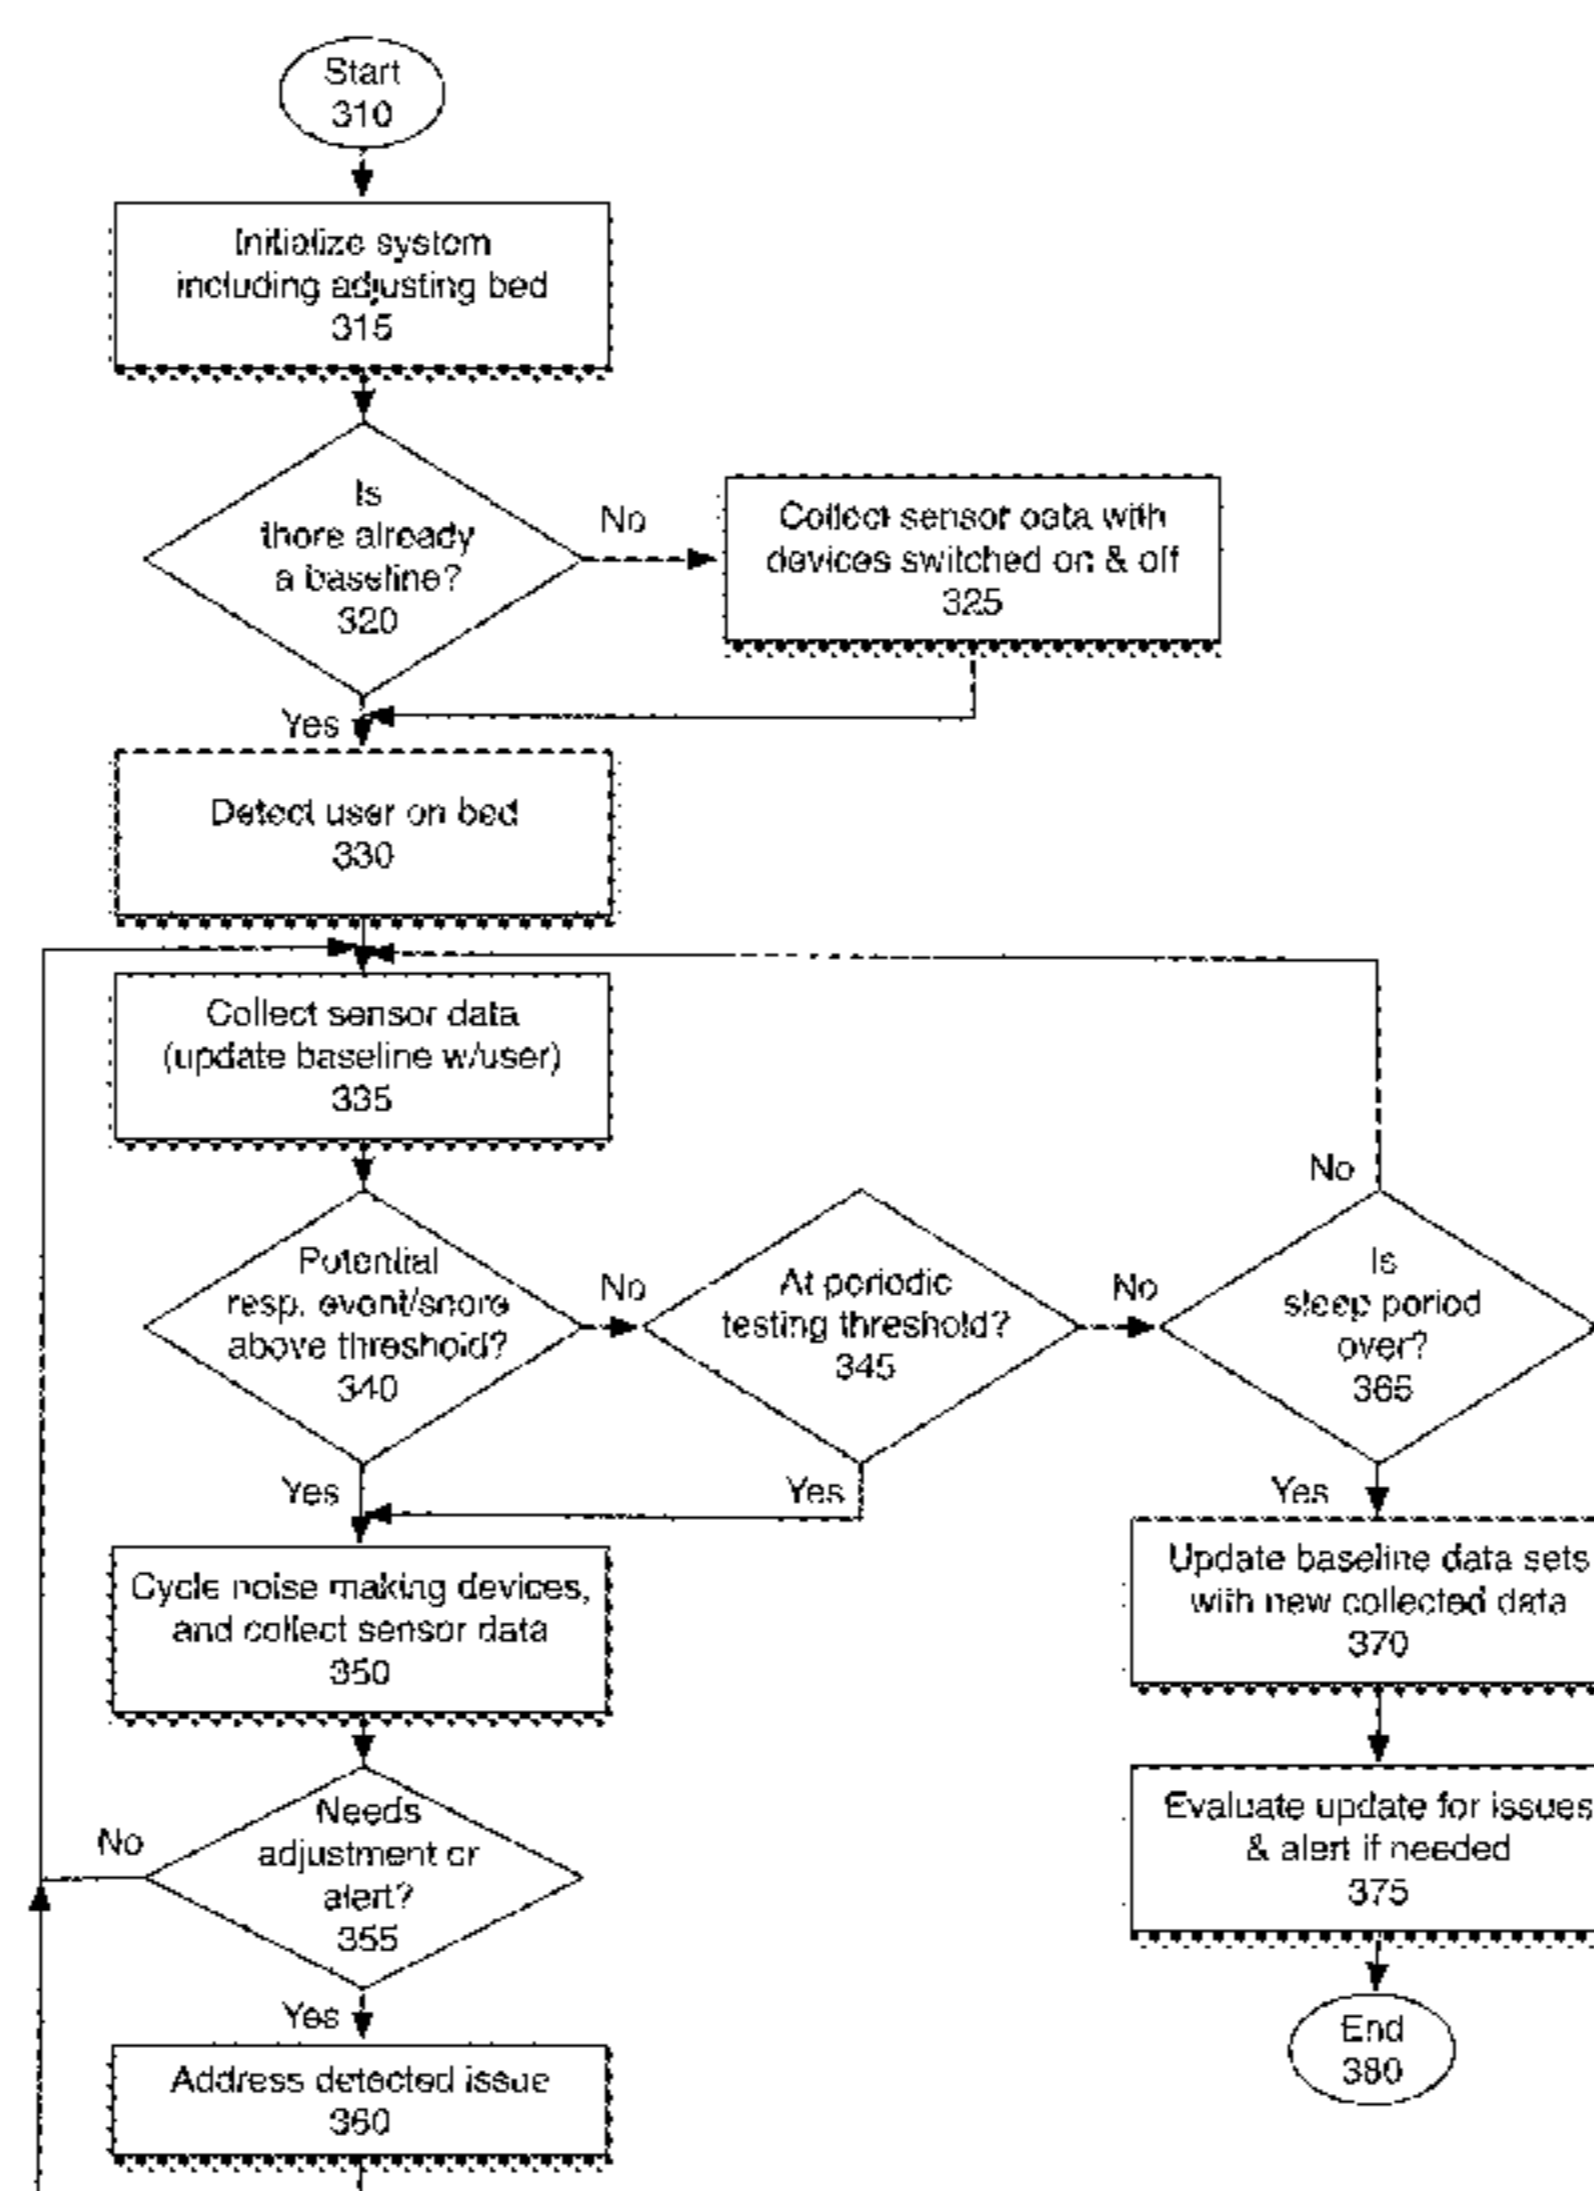 Start
310
Initialize system
including adjusting bed
315
Is
there already
a baseline?
320
No
Collect sensor data with
devices switched on & off
325
Yes
Detect user on bed
330
Collect sensor data
(update baseline w/user)
335
Potential
resp. event/snore
above threshold?
340
No
At periodic
testing threshold?
345
No
Is
sleep period
over?
365
No
Yes
Yes
Yes
Cycle noise making devices,
and collect sensor data
350
Update baseline data sets
with new collected data
370
Needs
adjustment or
alert?
355
No
Evaluate update for issues
& alert if needed
375
Yes
Address detected issue
360
End
380